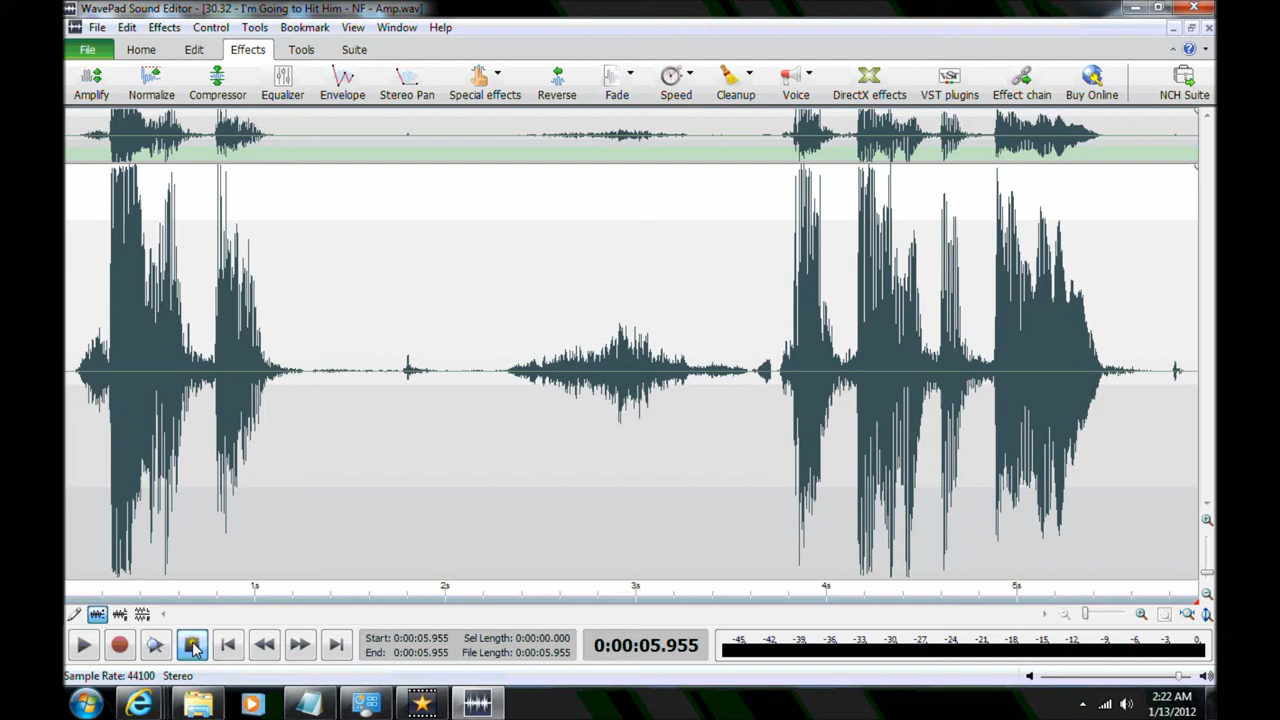 WavePad Sound Editor - [30.32 - I'm Going to Hit Him - NF - Amp.wav]
File Edit Effects Control Tools Bookmark View Window Help
File Home Edit Effects Tools Suite
Amplify Normalize Compressor Equalizer Envelope Stereo Pan Special effects Reverse Fade Speed Cleanup Voice DirectX effects VST plugins Effect chain Buy Online NCH Suite
1s 2s 3s 4s 5s
Start: 0:00:05.955 Sel Length: 0:00:00.000
End: 0:00:05.955 File Length: 0:00:05.955
0:00:05.955
-45, -42, -39, -36, -33, -30, -27, -24, -21, -18, -15, -12, -9, -6, -3, 0,
Sample Rate: 44100 Stereo
2:22 AM
1/13/2012